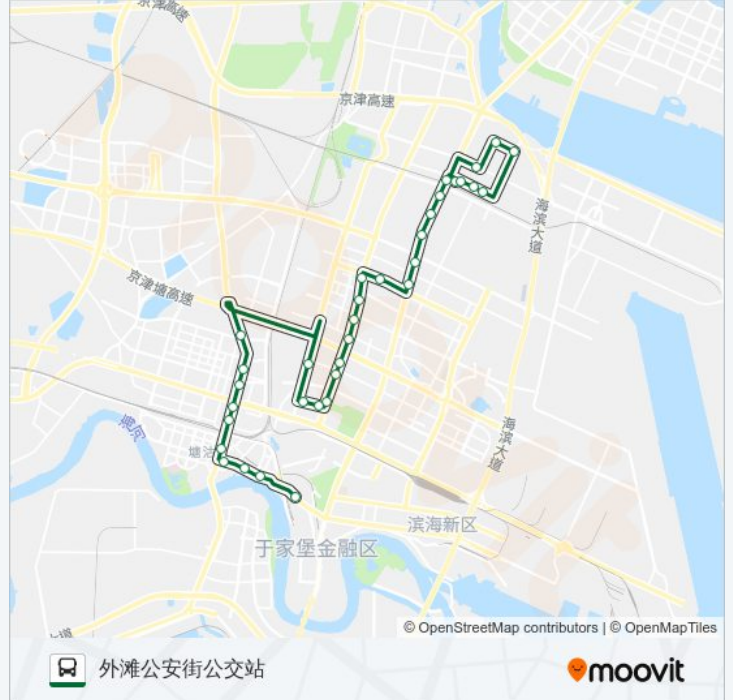 京津高速
京津高速
海滨大道
京津塘高速
海河
塘沽
海滨大道
滨海新区
于家堡金融区
© OpenStreetMap contributors | © OpenMapTiles
外滩公安街公交站
moovit